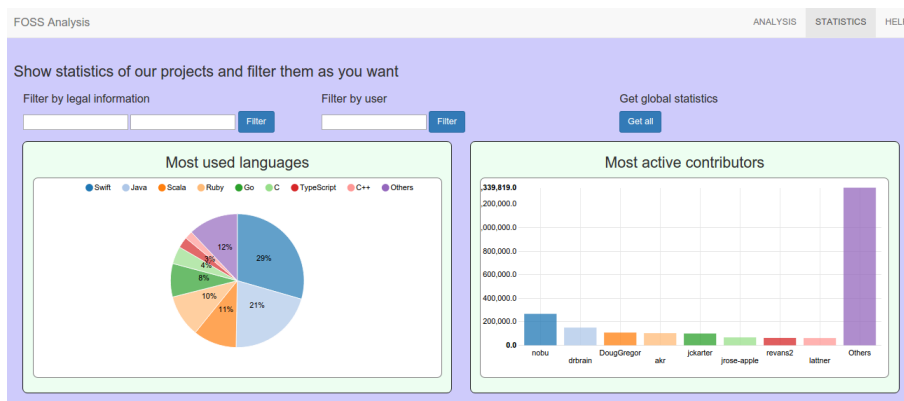 FOSS Analysis
ANALYSIS STATISTICS HELP
Show statistics of our projects and filter them as you want
Filter by legal information Filter by user Get global statistics
Filter Filter Get all
Most used languages
Swift Java Scala Ruby Go C TypeScript C++ Others
12%
29%
3%
4%
8%
10%
11%
21%
Most active contributors
,339,819.0
,200,000.0
,000,000.0
800,000.0
600,000.0
400,000.0
200,000.0
0.0
nobu DougGregor jckarter revans2 Others
drbrain akr jrose-apple lattner